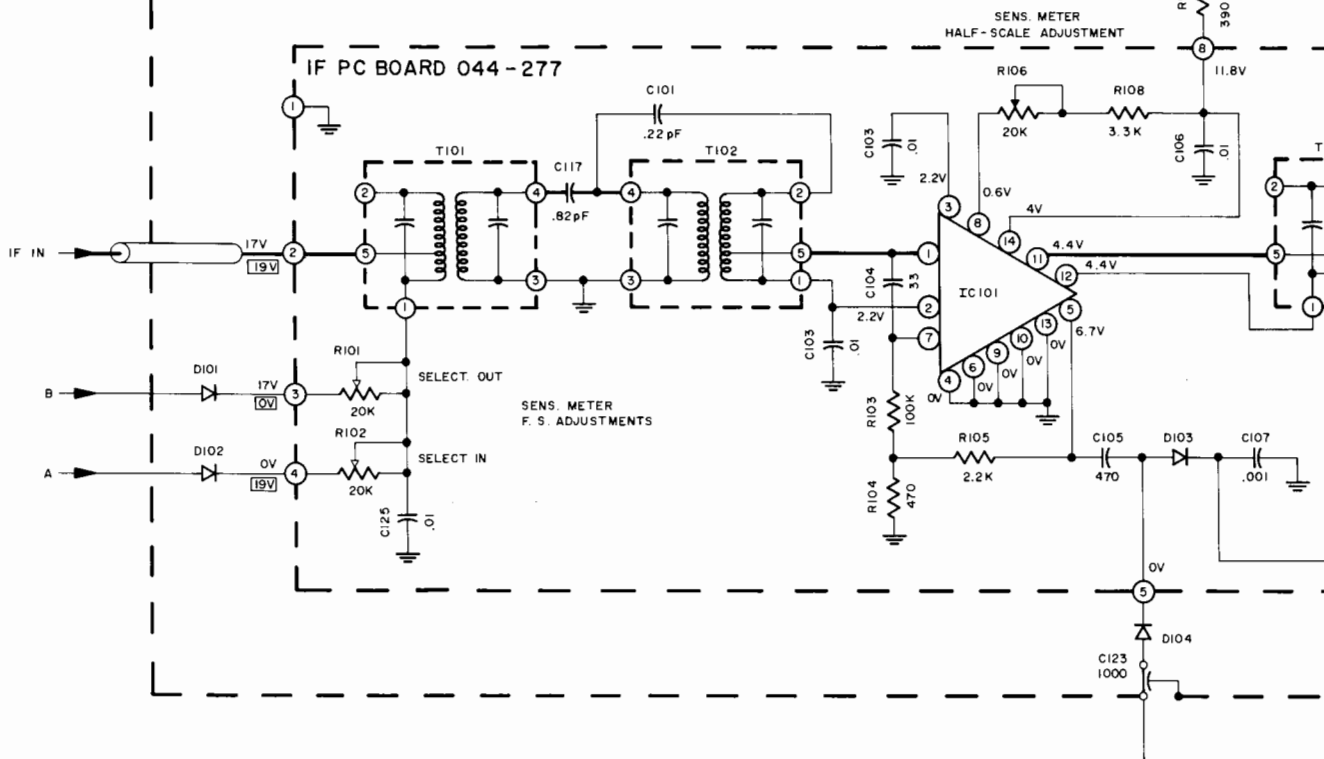 SENS. METER
HALF-SCALE ADJUSTMENT
R
390
8
11.8V
IF PC BOARD 044-277
1
R106
20K
R108
3.3K
C101
.22pF
C103
.01
C106
.01
T101
C117
.82pF
T102
T
2
4
4
2
2
2.2V
3
0.6V
8
4V
14
4.4V
11
4.4V
12
IF IN
17V
19V
2
5
5
1
5
C104
33
IC101
3
3
1
2
2.2V
7
1
1
C103
.01
5
6.7V
13
0V
10
0V
9
0V
6
0V
4
0V
R101
20K
SELECT. OUT
D101
B
17V
0V
3
SENS. METER
F. S. ADJUSTMENTS
R103
100K
R102
20K
SELECT IN
D102
A
0V
19V
4
R105
2.2K
C105
470
D103
C107
.001
R104
470
C125
.01
0V
5
D104
C123
1000